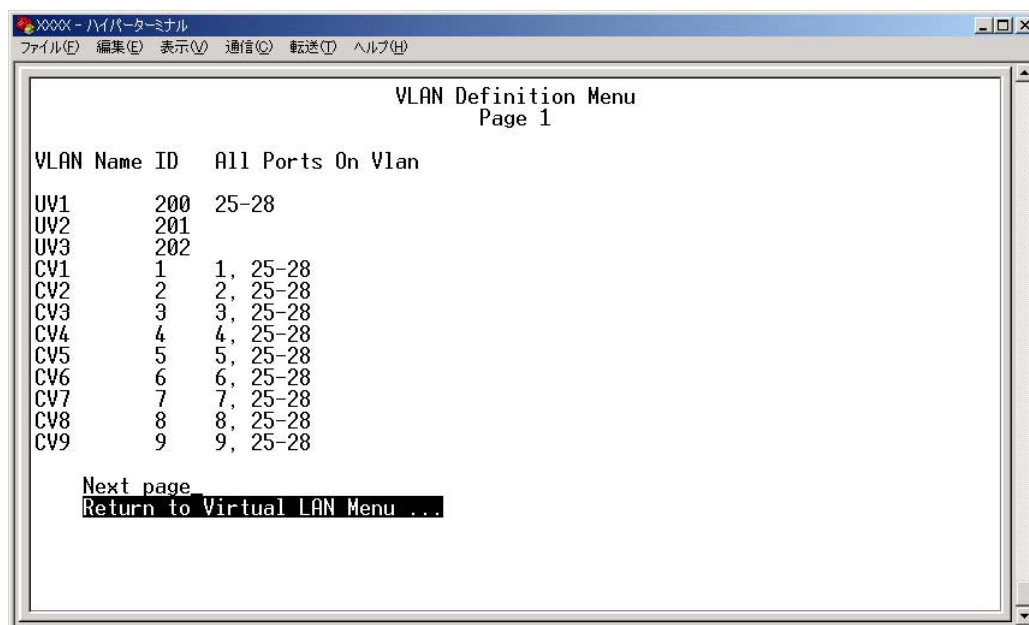 XXXX - ハイパーターミナル
ファイル(F) 編集(E) 表示(V) 通信(C) 転送(T) ヘルプ(H)
VLAN Definition Menu
Page 1
VLAN Name ID All Ports On Vlan
UV1 200 25-28
UV2 201
UV3 202
CV1 1 1, 25-28
CV2 2 2, 25-28
CV3 3 3, 25-28
CV4 4 4, 25-28
CV5 5 5, 25-28
CV6 6 6, 25-28
CV7 7 7, 25-28
CV8 8 8, 25-28
CV9 9 9, 25-28
Next page_
Return to Virtual LAN Menu ...